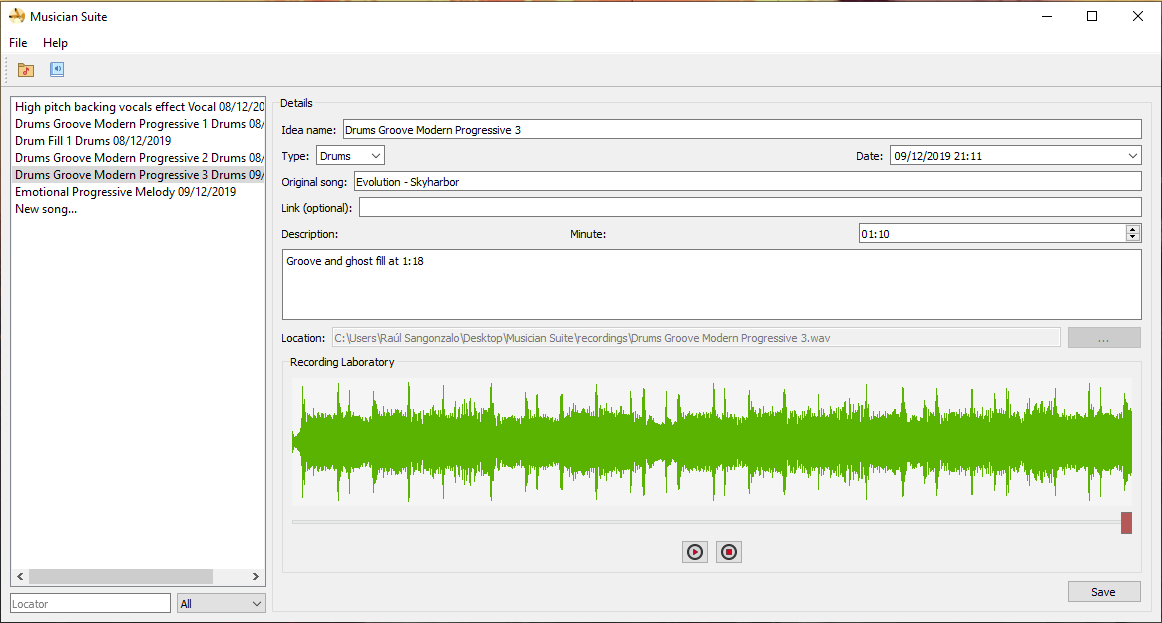 Musician Suite
File Help
High pitch backing vocals effect Vocal 08/12/20
Drums Groove Modern Progressive 1 Drums 08/
Drum Fill 1 Drums 08/12/2019
Drums Groove Modern Progressive 2 Drums 08/
Drums Groove Modern Progressive 3 Drums 09/
Emotional Progressive Melody 09/12/2019
New song...
Locator
All
Details
Idea name: Drums Groove Modern Progressive 3
Type: Drums Date: 09/12/2019 21:11
Original song: Evolution - Skyharbor
Link (optional):
Description: Minute: 01:10
Groove and ghost fill at 1:18
Location: C:\Users\Raúl Sangonzalo\Desktop\Musician Suite\recordings\Drums Groove Modern Progressive 3.wav ...
Recording Laboratory
Save